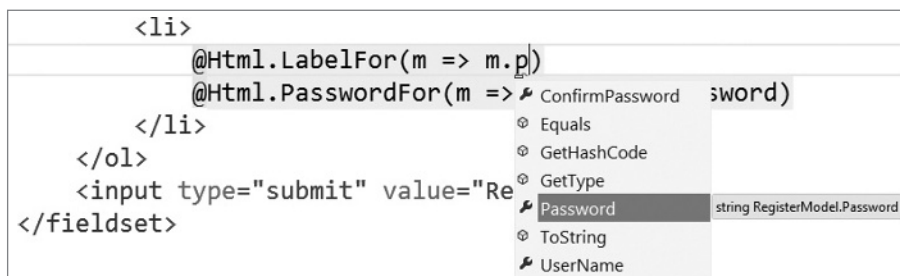 <li>
@Html.LabelFor(m => m.p)
@Html.PasswordFor(m => sword)
</li>
</ol>
<input type="submit" value="Re
</fieldset>
ConfirmPassword
Equals
GetHashCode
GetType
Password
string RegisterModel.Password
ToString
UserName